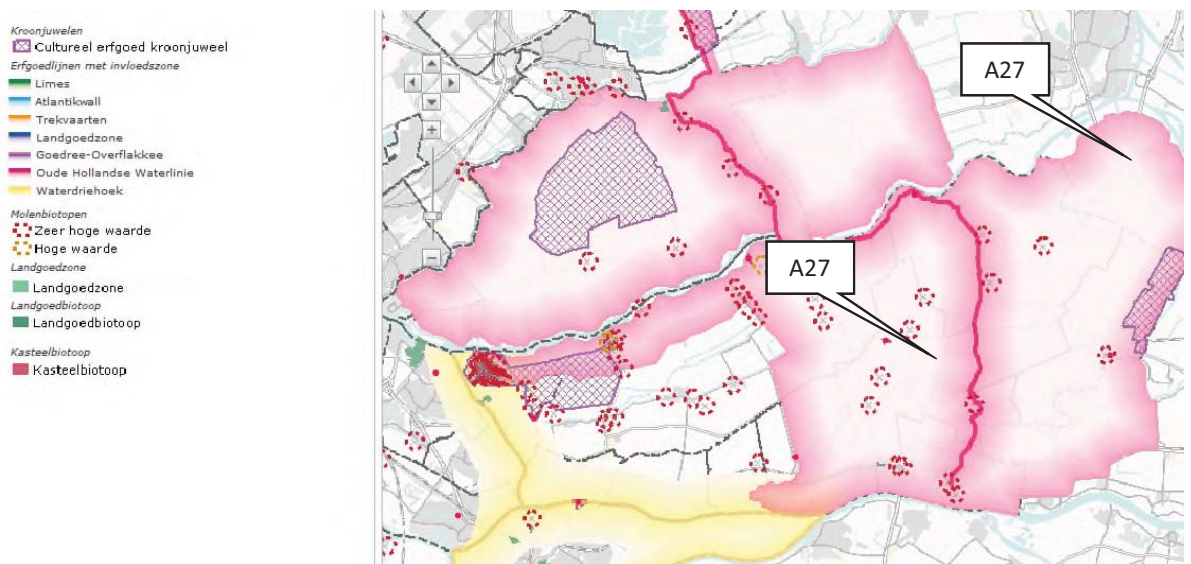 Kroonjuwelen
Cultureel erfgoed kroonjuweel
Erfgoedlijnen met invloedszone
Limes
Atlantikwall
Trekvaarten
Landgoedzone
Goedree-Overflakkee
Oude Hollandse Waterlinie
Waterdriehoek
Molenbiotopen
Zeer hoge waarde
Hoge waarde
Landgoedzone
Landgoedzone
Landgoedbiotoop
Landgoedbiotoop
Kasteelbiotoop
Kasteelbiotoop
A27
A27